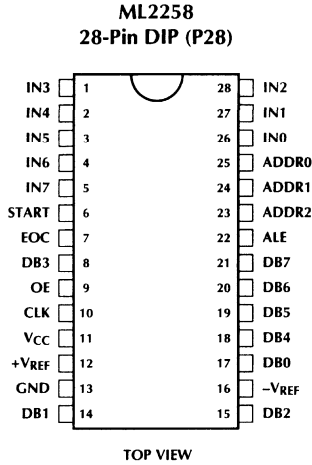 ML2258
28-Pin DIP (P28)
IN3 1 28 IN2
IN4 2 27 IN1
IN5 3 26 IN0
IN6 4 25 ADDR0
IN7 5 24 ADDR1
START 6 23 ADDR2
EOC 7 22 ALE
DB3 8 21 DB7
OE 9 20 DB6
CLK 10 19 DB5
VCC 11 18 DB4
+VREF 12 17 DB0
GND 13 16 –VREF
DB1 14 15 DB2
TOP VIEW